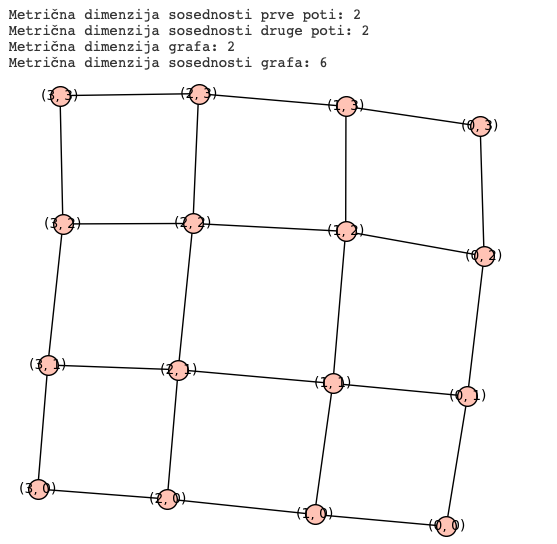 Metrična dimenzija sosednosti prve poti: 2
Metrična dimenzija sosednosti druge poti: 2
Metrična dimenzija grafa: 2
Metrična dimenzija sosednosti grafa: 6
(3, 3) (2, 3) (1, 3) (0, 3)
(3, 2) (2, 2) (1, 2) (0, 2)
(3, 1) (2, 1) (1, 1) (0, 1)
(3, 0) (2, 0) (1, 0) (0, 0)